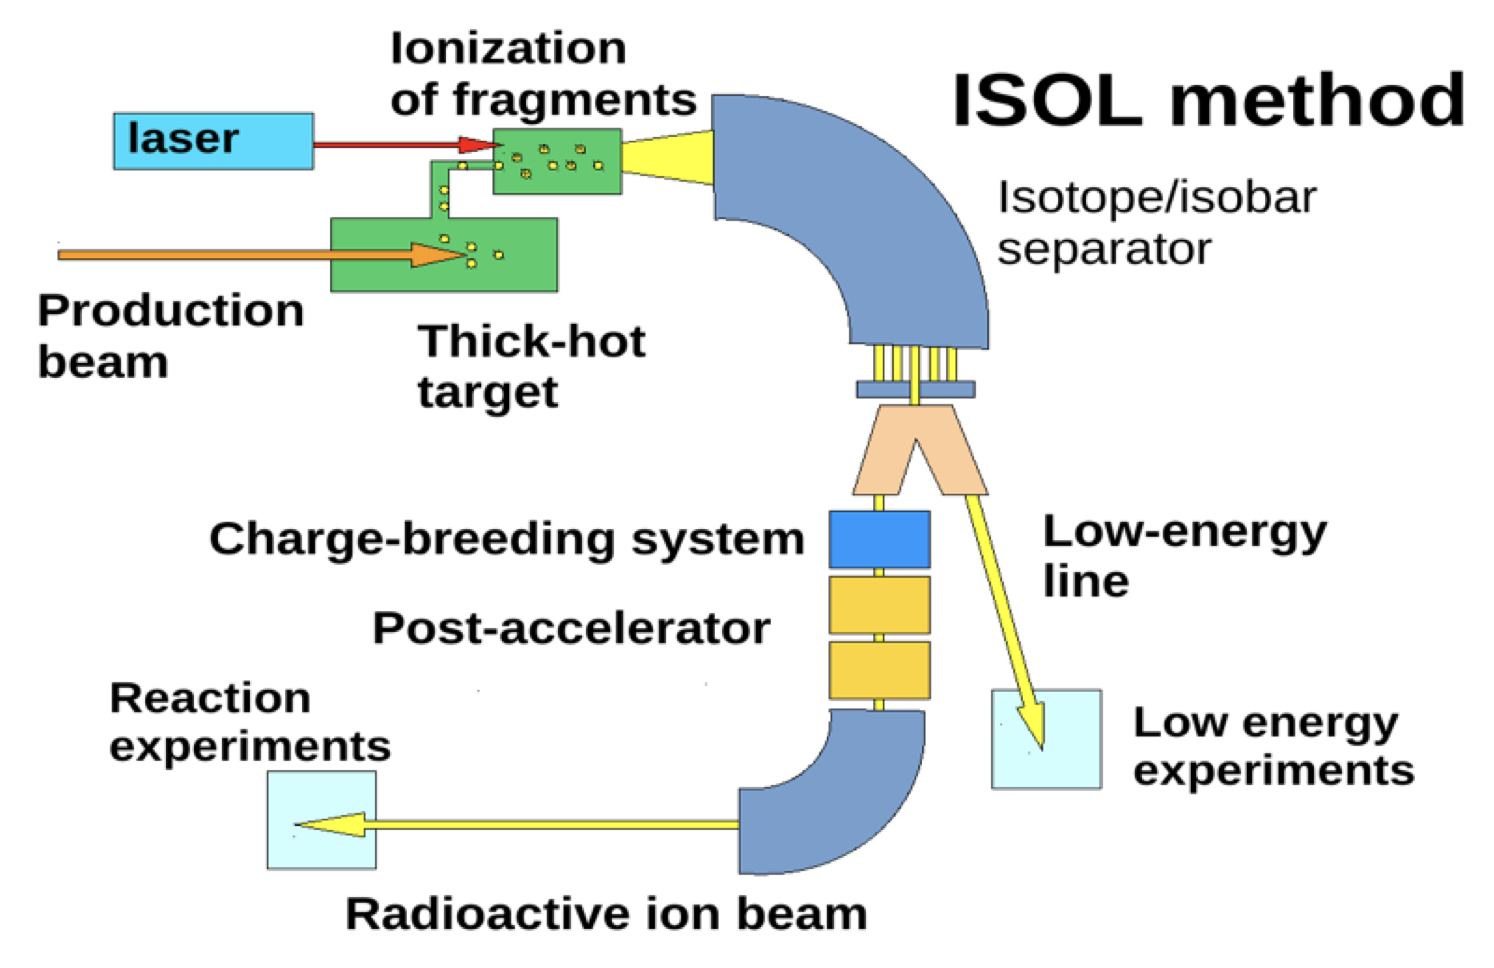 Ionization
of fragments
ISOL method
laser
Isotope/isobar
separator
Production
beam
Thick-hot
target
Charge-breeding system
Low-energy
line
Post-accelerator
Reaction
experiments
Low energy
experiments
Radioactive ion beam